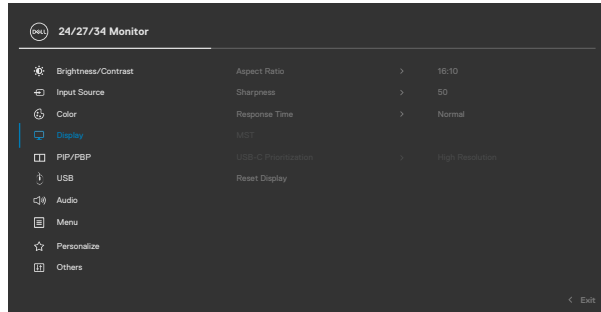 DELL 24/27/34 Monitor
Brightness/Contrast Aspect Ratio > 16:10
Input Source Sharpness > 50
Color Response Time > Normal
Display MST
PIP/PBP USB-C Prioritization > High Resolution
USB Reset Display
Audio
Menu
Personalize
Others
< Exit